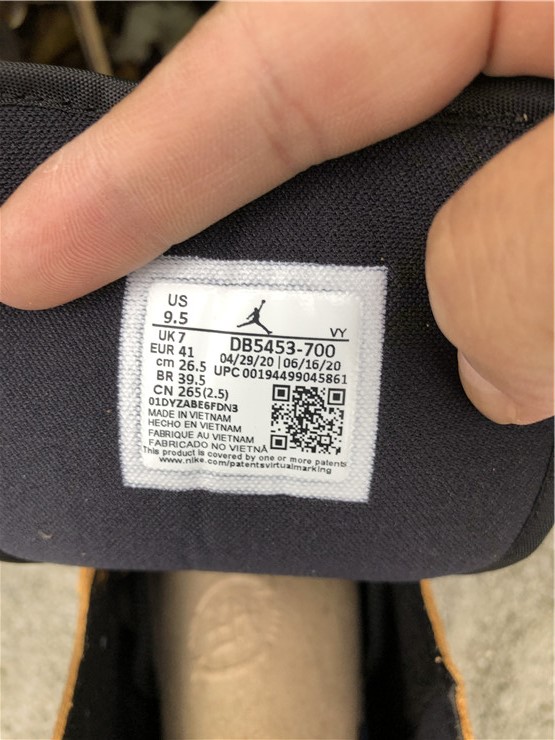 US
9.5
VY
UK 7
EUR 41
cm 26.5
BR 39.5
CN 265(2.5)
DB5453-700
04/29/20 | 06/16/20
UPC 00194499045861
01DYZABE6FDN3
MADE IN VIETNAM
HECHO EN VIETNAM
FABRIQUE AU VIETNAM
FABRICADO NO VIETNÃ
This product is covered by one or more patents
www.nike.com/patentsvirtualmarking